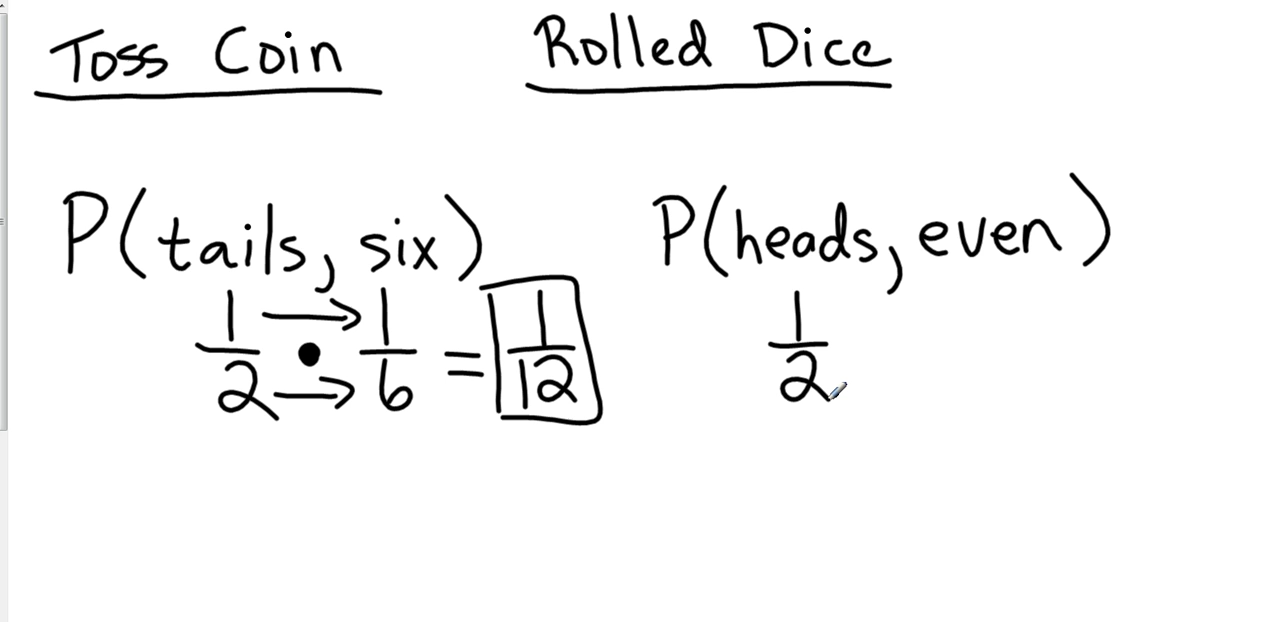 Toss Coin Rolled Dice
P(tails, six) P(heads, even)
1/2 → • → 1/6 = 1/12 1/2